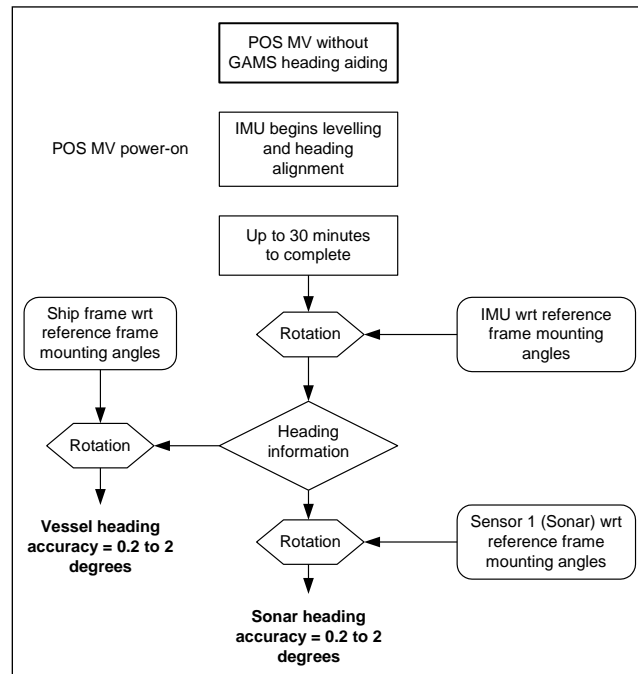 POS MV without
GAMS heading aiding
POS MV power-on
IMU begins levelling
and heading
alignment
Up to 30 minutes
to complete
Ship frame wrt
reference frame
mounting angles
Rotation
IMU wrt reference
frame mounting
angles
Rotation
Heading
information
Vessel heading
accuracy = 0.2 to 2
degrees
Rotation
Sensor 1 (Sonar) wrt
reference frame
mounting angles
Sonar heading
accuracy = 0.2 to 2
degrees